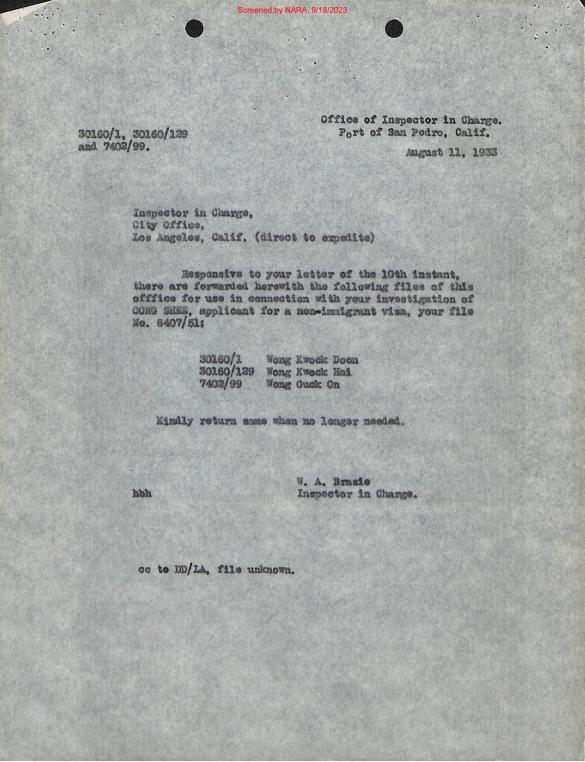 Screened by NARA, 9/18/2023
Office of Inspector in Charge.
30160/1, 30160/129
Port of San Pedro, Calif.
and 7402/99.
August 11, 1933
Inspector in Charge,
City Office,
Los Angeles, Calif. (direct to expedite)
Responsive to your letter of the 10th instant,
there are forwarded herewith the following files of this
offfice for use in connection with your investigation of
CONG SHEE, applicant for a non-immigrant visa, your file
No. 8407/51:
30160/1 Wong Kwock Doon
30160/129 Wong Kwock Hai
7402/99 Wong Guck On
Kindly return same when no longer needed.
W. A. Brazie
hbh Inspector in Charge.
cc to DD/LA, file unknown.